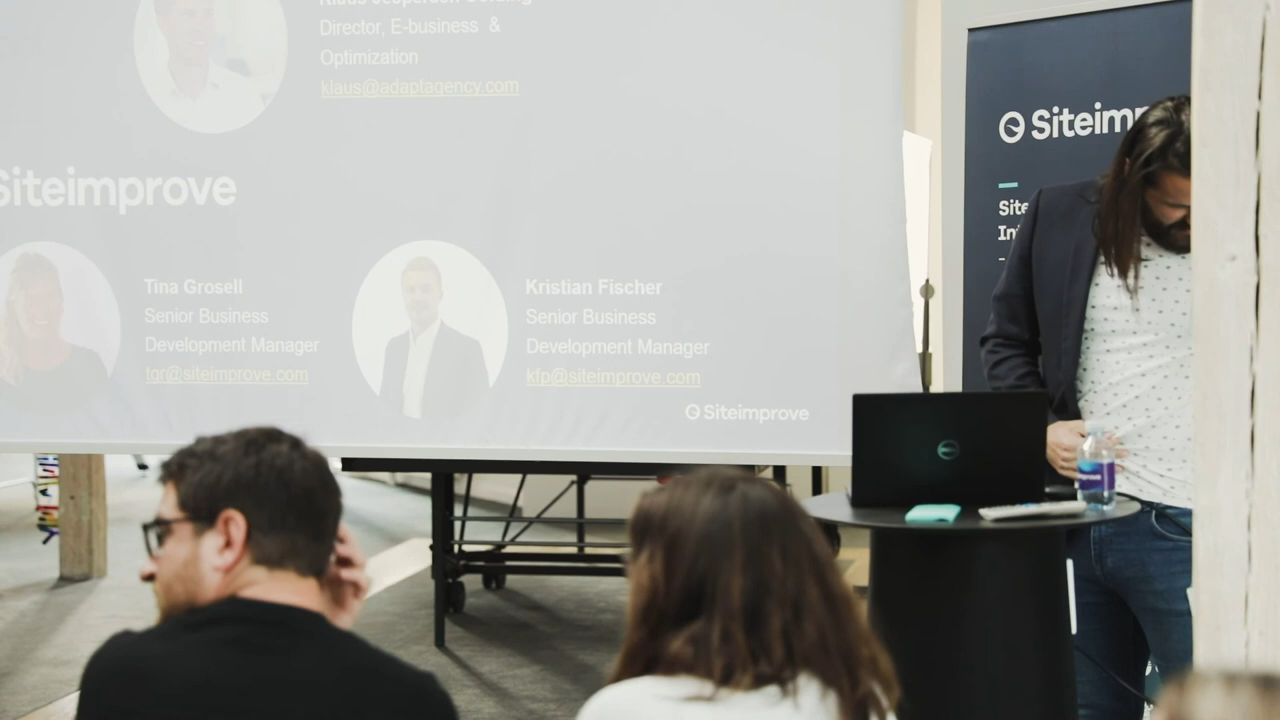 Director, E-business &
Optimization
klaus@adaptagency.com
Siteimprove
Tina Grosell
Senior Business
Development Manager
tgr@siteimprove.com
Kristian Fischer
Senior Business
Development Manager
kfp@siteimprove.com
Siteimprove
Siteimp
Site